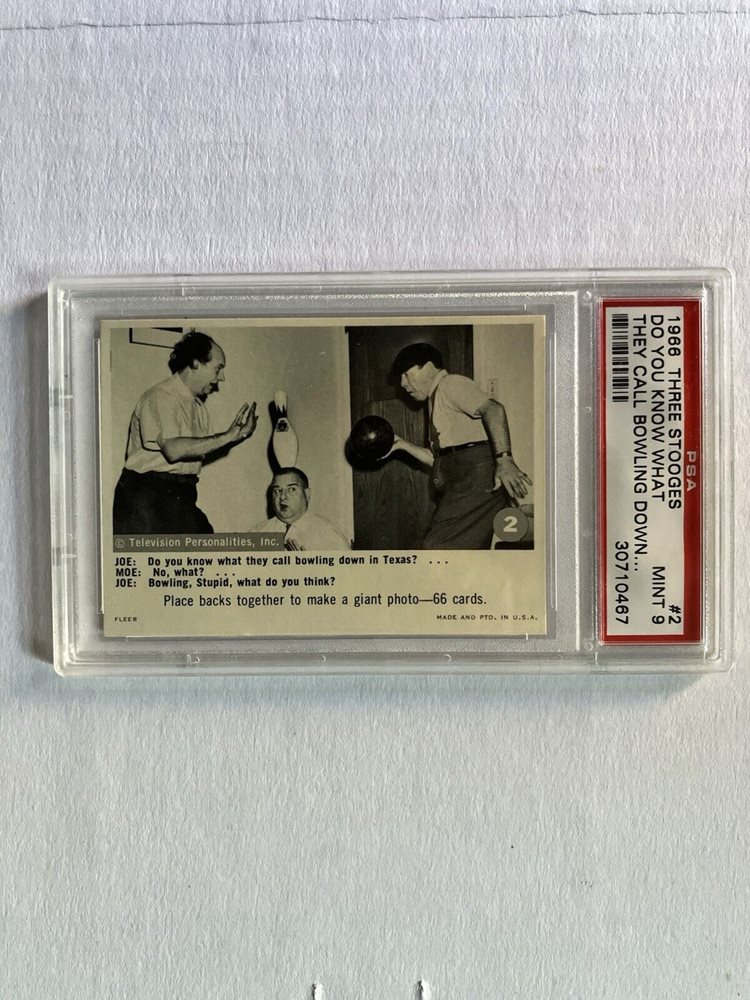 2
© Television Personalities, Inc.
JOE: Do you know what they call bowling down in Texas? ...
MOE: No, what? ...
JOE: Bowling, Stupid, what do you think?
Place backs together to make a giant photo—66 cards.
FLEER MADE AND PTD. IN U.S.A.
PSA
1966 THREE STOOGES #2
DO YOU KNOW WHAT MINT 9
THEY CALL BOWLING DOWN... 30710467